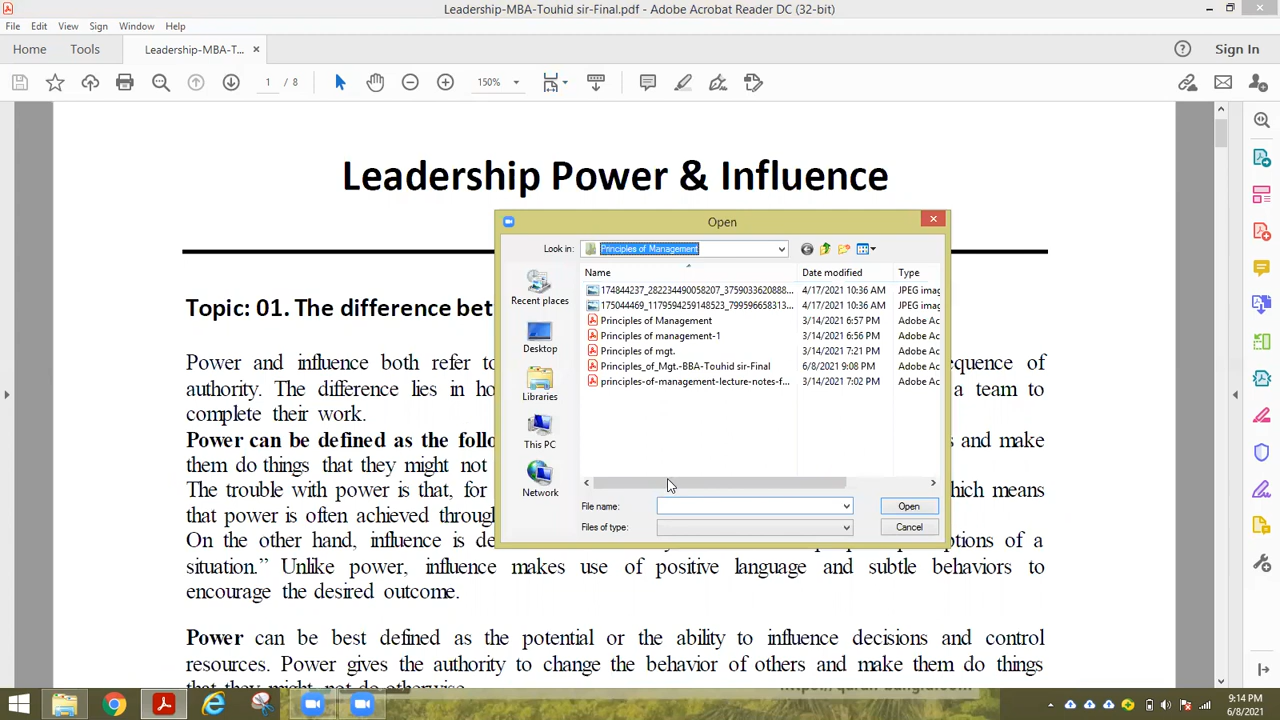 Leadership-MBA-Touhid sir-Final.pdf - Adobe Acrobat Reader DC (32-bit)
File Edit View Sign Window Help
Home Tools Leadership-MBA-T... × Sign In
1 / 8 150%
Leadership Power & Influence
Topic: 01. The difference bet
Power and influence both refer to
equence of
authority. The difference lies in ho
a team to
complete their work.
Power can be defined as the follo
s and make
them do things that they might not
The trouble with power is that, for
hich means
that power is often achieved throug
On the other hand, influence is de
ptions of a
situation.” Unlike power, influence makes use of positive language and subtle behaviors to
encourage the desired outcome.
Power can be best defined as the potential or the ability to influence decisions and control
resources. Power gives the authority to change the behavior of others and make them do things
that they might not do otherwise.
Open
Look in: Principles of Management
Recent places
Desktop
Libraries
This PC
Network
Name Date modified Type
174844237_282234490058207_3759033620888... 4/17/2021 10:36 AM JPEG imag
175044469_1179594259148523_799596658313... 4/17/2021 10:36 AM JPEG imag
Principles of Management 3/14/2021 6:57 PM Adobe Ac
Principles of management-1 3/14/2021 6:56 PM Adobe Ac
Principles of mgt. 3/14/2021 7:21 PM Adobe Ac
Principles_of_Mgt.-BBA-Touhid sir-Final 6/8/2021 9:08 PM Adobe Ac
principles-of-management-lecture-notes-f... 3/14/2021 7:02 PM Adobe Ac
File name: Open
Files of type: Cancel
9:14 PM
6/8/2021